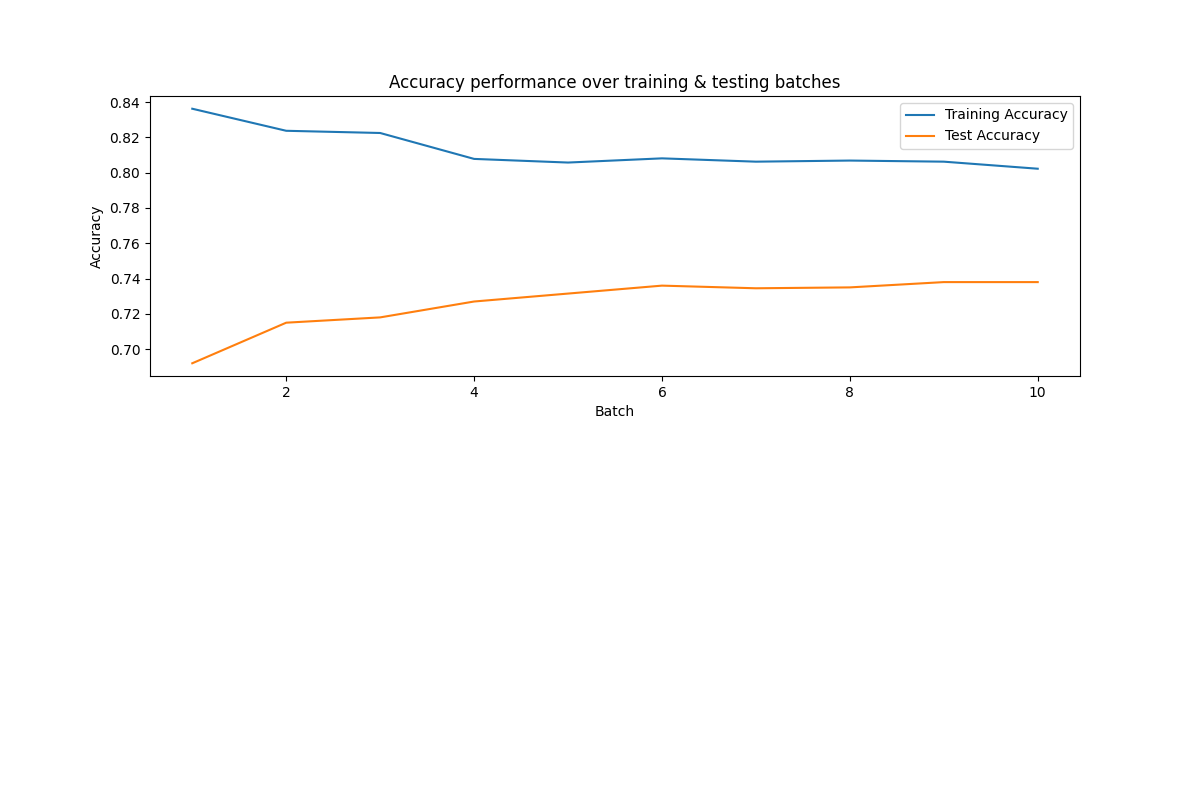 Accuracy performance over training & testing batches
Training Accuracy
Test Accuracy
Accuracy
0.84
0.82
0.80
0.78
0.76
0.74
0.72
0.70
2 4 6 8 10
Batch